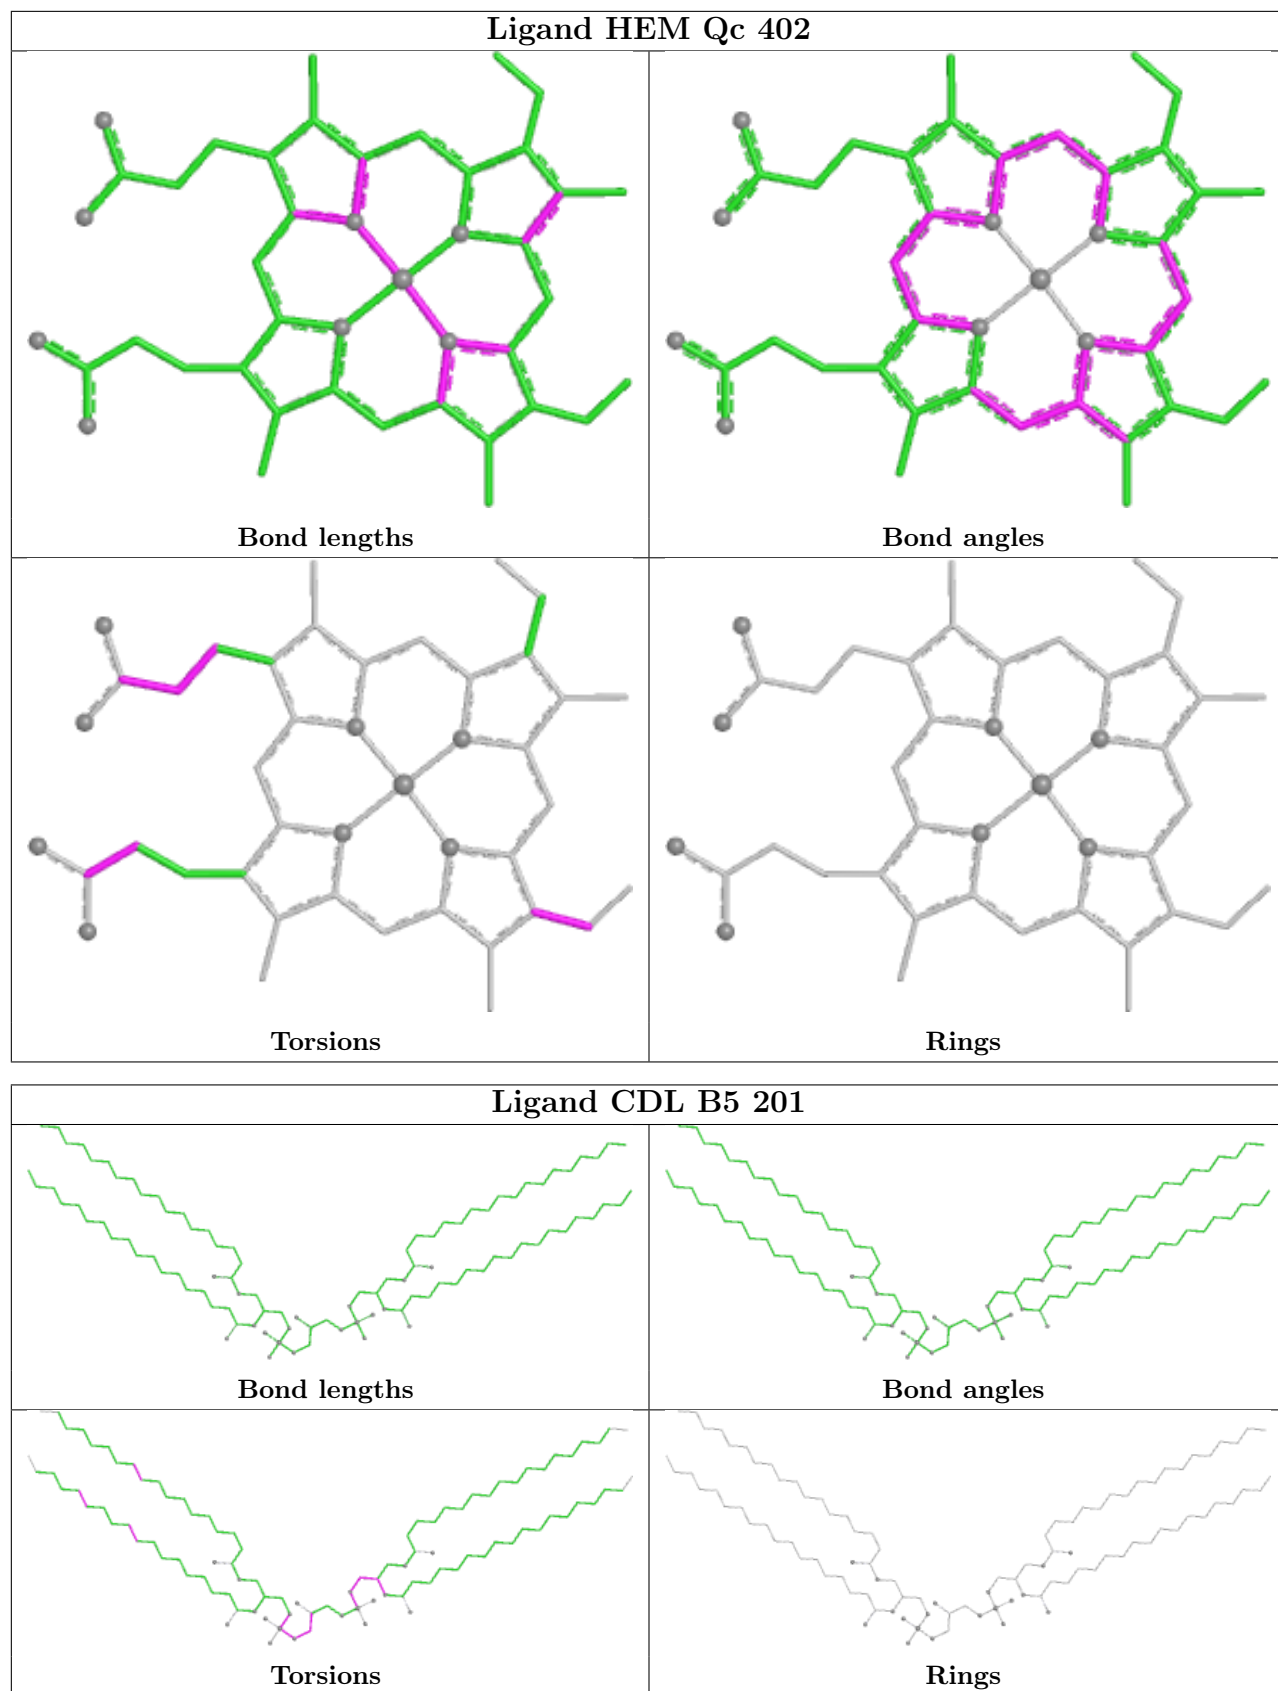 Ligand HEM Qc 402
Bond lengths
Bond angles
Torsions
Rings
Ligand CDL B5 201
Bond lengths
Bond angles
Torsions
Rings